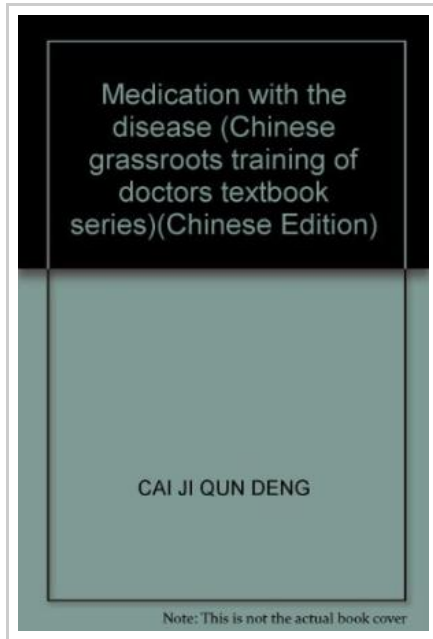 Medication with the
disease (Chinese
grassroots training of
doctors textbook
series)(Chinese Edition)
CAI JI QUN DENG
Note: This is not the actual book cover